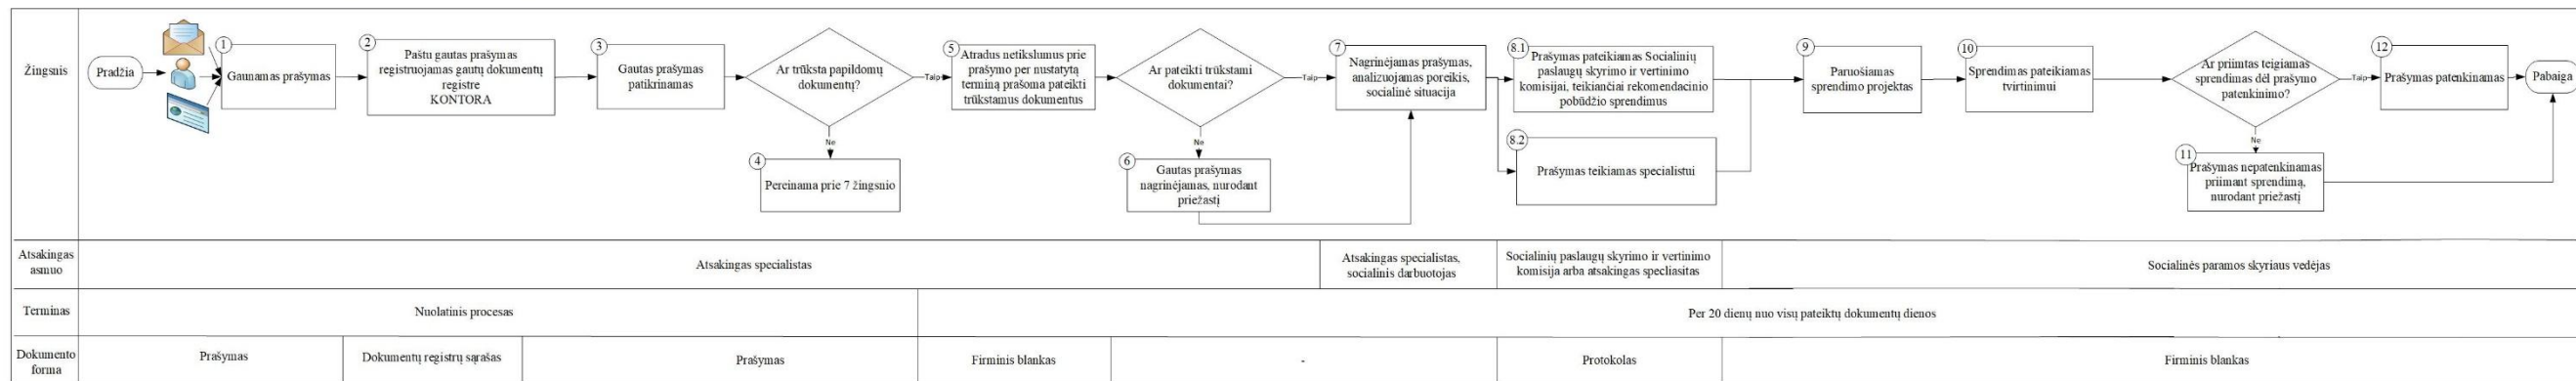 Žingsnis
Pradžia
1
Gaunamas prašymas
2
Paštu gautas prašymas
registruojamas gautų dokumentų
registre
KONTORA
3
Gautas prašymas
patikrinamas
Ar trūksta papildomų
dokumentų?
Taip
Ne
4
Pereinama prie 7 žingsnio
5
Atradus netikslumus prie
prašymo per nustatytą
terminą prašoma pateikti
trūkstamus dokumentus
Ar pateikti trūkstami
dokumentai?
Taip
Ne
6
Gautas prašymas
nagrinėjamas, nurodant
priežastį
7
Nagrinėjamas prašymas,
analizuojamas poreikis,
socialinė situacija
8.1
Prašymas pateikiamas Socialinių
paslaugų skyrimo ir vertinimo
komisijai, teikiančiai rekomendacinio
pobūdžio sprendimus
8.2
Prašymas teikiamas specialistui
9
Paruošiamas
sprendimo projektas
10
Sprendimas pateikiamas
tvirtinimui
Ar priimtas teigiamas
sprendimas dėl prašymo
patenkinimo?
Taip
Ne
11
Prašymas nepatenkinamas
priimant sprendimą,
nurodant priežastį
12
Prašymas patenkinamas
Pabaiga
Atsakingas
asmuo
Atsakingas specialistas
Atsakingas specialistas,
socialinis darbuotojas
Socialinių paslaugų skyrimo ir vertinimo
komisija arba atsakingas specliasitas
Socialinės paramos skyriaus vedėjas
Terminas
Nuolatinis procesas
Per 20 dienų nuo visų pateiktų dokumentų dienos
Dokumento
forma
Prašymas
Dokumentų registrų sąrašas
Prašymas
Firminis blankas
-
Protokolas
Firminis blankas